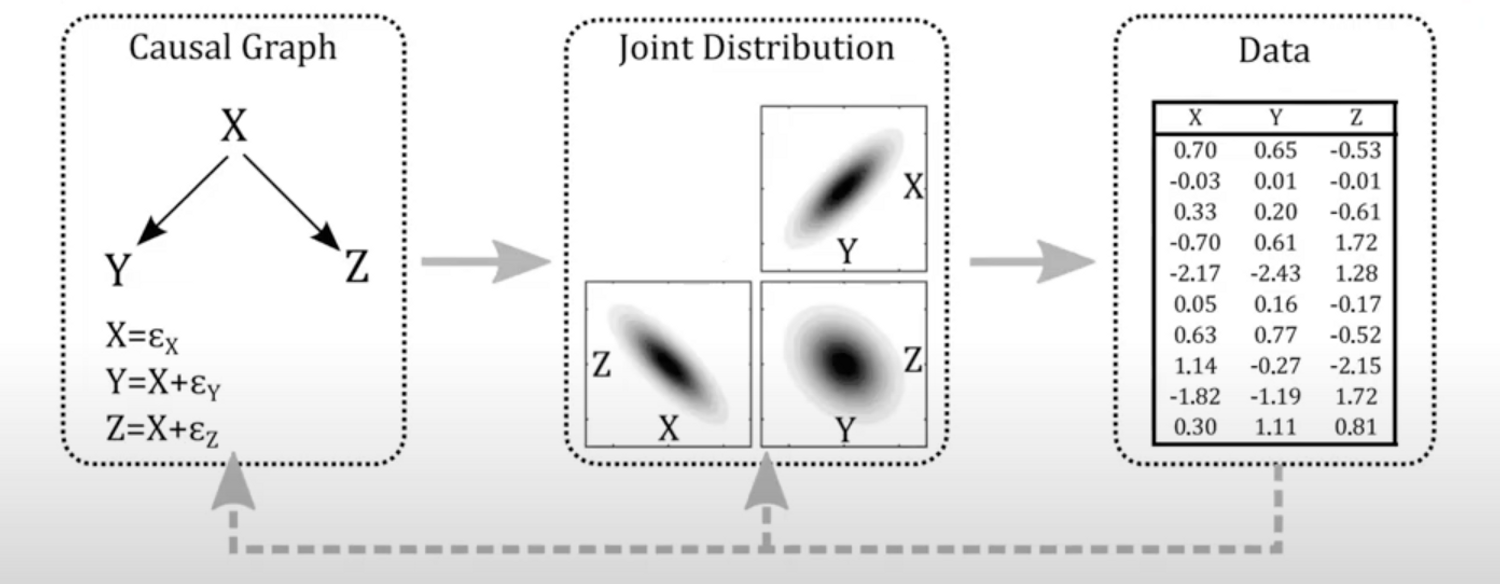 Causal Graph
X
Y Z
X=εX
Y=X+εY
Z=X+εZ
Joint Distribution
X
Y
Z
X
Z
Y
Data
X Y Z
0.70 0.65 -0.53
-0.03 0.01 -0.01
0.33 0.20 -0.61
-0.70 0.61 1.72
-2.17 -2.43 1.28
0.05 0.16 -0.17
0.63 0.77 -0.52
1.14 -0.27 -2.15
-1.82 -1.19 1.72
0.30 1.11 0.81